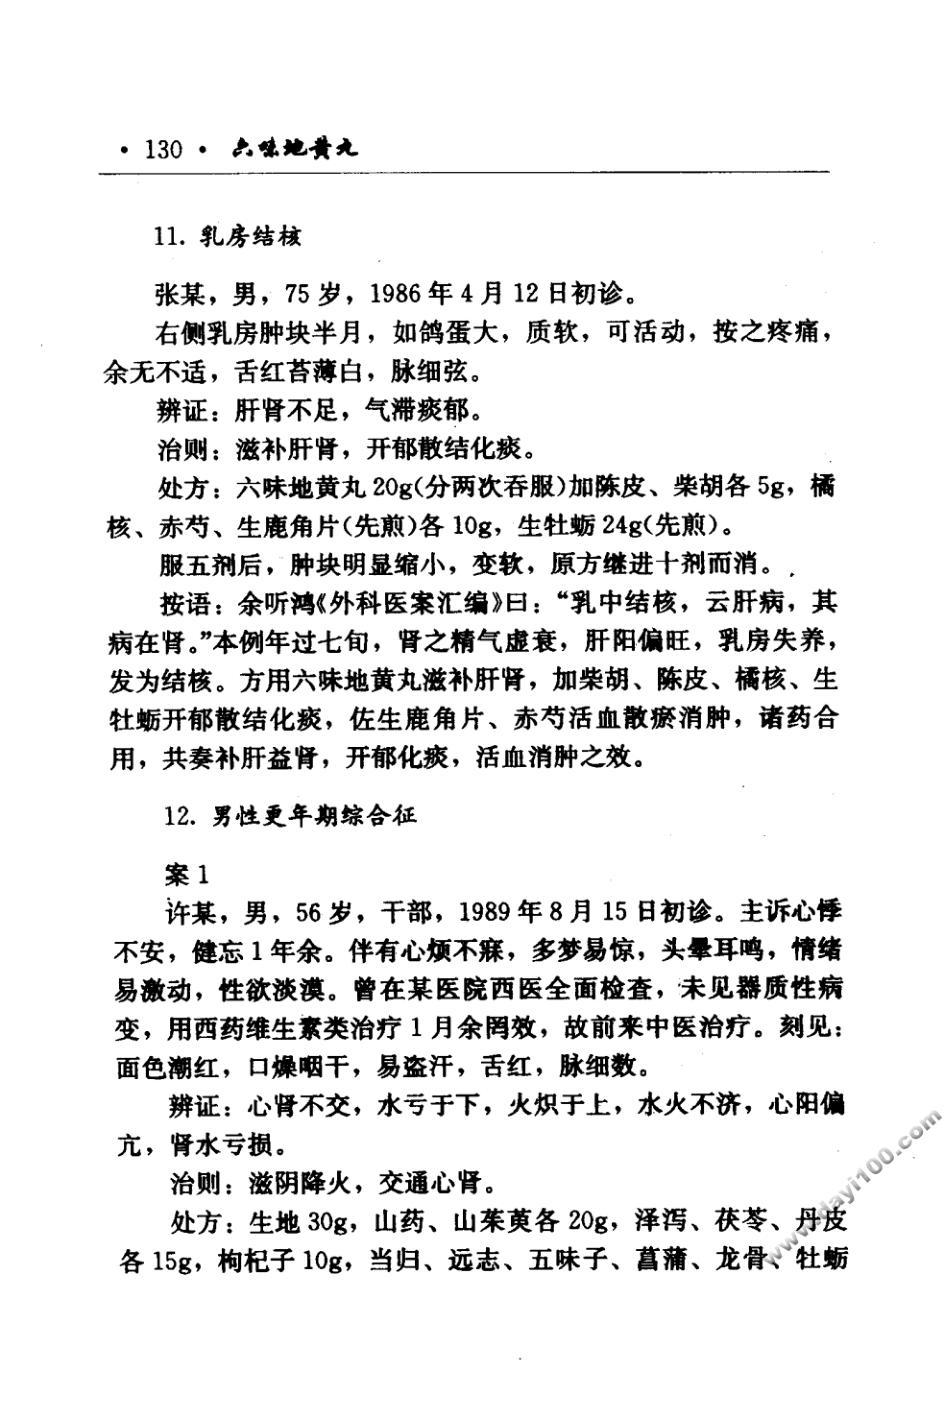 · 130 · 六味地黄丸
11. 乳房结核
张某，男，75 岁，1986 年 4 月 12 日初诊。
右侧乳房肿块半月，如鸽蛋大，质软，可活动，按之疼痛，
余无不适，舌红苔薄白，脉细弦。
辨证：肝肾不足，气滞痰郁。
治则：滋补肝肾，开郁散结化痰。
处方：六味地黄丸 20g(分两次吞服)加陈皮、柴胡各 5g，橘
核、赤芍、生鹿角片(先煎)各 10g，生牡蛎 24g(先煎)。
服五剂后，肿块明显缩小，变软，原方继进十剂而消。
按语：余听鸿《外科医案汇编》曰：“乳中结核，云肝病，其
病在肾。”本例年过七旬，肾之精气虚衰，肝阳偏旺，乳房失养，
发为结核。方用六味地黄丸滋补肝肾，加柴胡、陈皮、橘核、生
牡蛎开郁散结化痰，佐生鹿角片、赤芍活血散瘀消肿，诸药合
用，共奏补肝益肾，开郁化痰，活血消肿之效。
12. 男性更年期综合征
案 1
许某，男，56 岁，干部，1989 年 8 月 15 日初诊。主诉心悸
不安，健忘 1 年余。伴有心烦不寐，多梦易惊，头晕耳鸣，情绪
易激动，性欲淡漠。曾在某医院西医全面检查，未见器质性病
变，用西药维生素类治疗 1 月余罔效，故前来中医治疗。刻见：
面色潮红，口燥咽干，易盗汗，舌红，脉细数。
辨证：心肾不交，水亏于下，火炽于上，水火不济，心阳偏
亢，肾水亏损。
治则：滋阴降火，交通心肾。
处方：生地 30g，山药、山茱萸各 20g，泽泻、茯苓、丹皮
各 15g，枸杞子 10g，当归、远志、五味子、菖蒲、龙骨、牡蛎